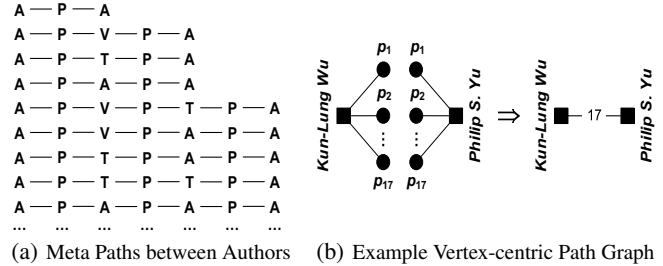 A — P — A
A — P — V — P — A
A — P — T — P — A
A — P — A — P — A
A — P — V — P — T — P — A
A — P — V — P — A — P — A
A — P — T — P — A — P — A
A — P — T — P — T — P — A
A — P — A — P — A — P — A
... ... ... ... ... ... ...
(a) Meta Paths between Authors
Kun-Lung Wu
p1 p1
p2 p2
⋮ ⋮
p17 p17
Philip S. Yu
⇒
Kun-Lung Wu
17
Philip S. Yu
(b) Example Vertex-centric Path Graph